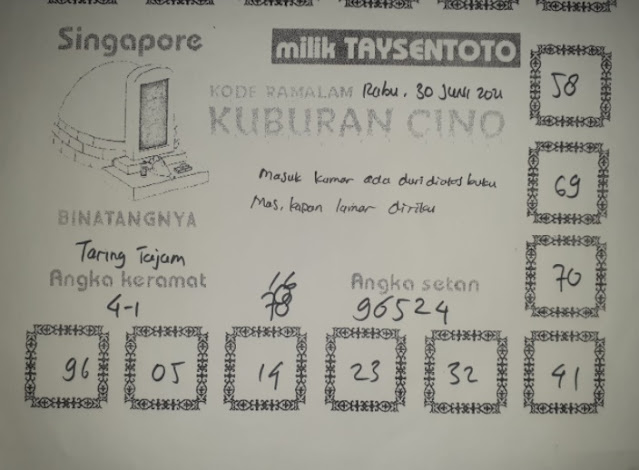 Singapore
milik TAYSENTOTO
KODE RAMALAM Rabu, 30 Juni 2021
KUBURAN CINO
58
Masuk kamar ada duri diatas buku
Mas, kapan lamar diriku
69
BINATANGNYA
Taring Tajam
Angka keramat
4-1
78
Angka setan
96524
70
96
05
14
23
32
41